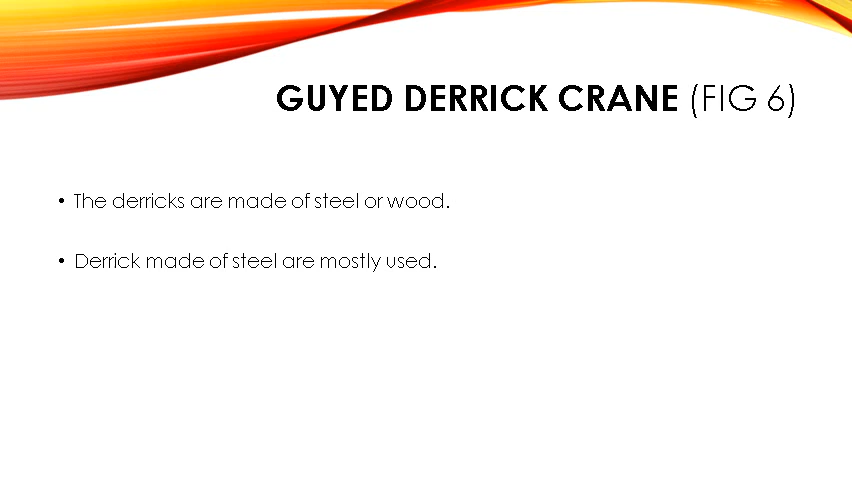 GUYED DERRICK CRANE (FIG 6)
• The derricks are made of steel or wood.
• Derrick made of steel are mostly used.